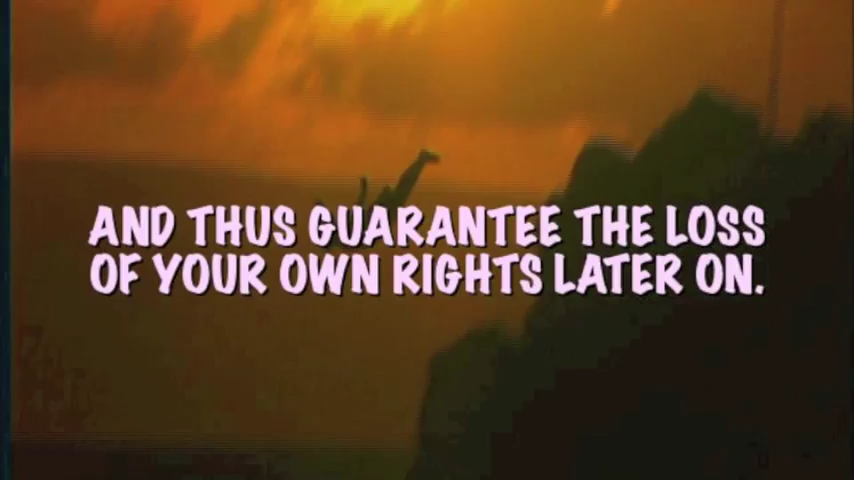 AND THUS GUARANTEE THE LOSS
OF YOUR OWN RIGHTS LATER ON.